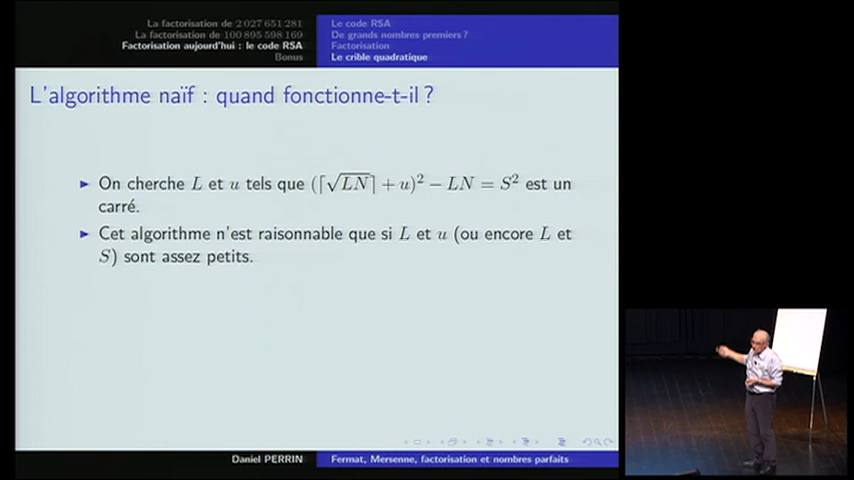 La factorisation de 2 027 651 281
La factorisation de 100 895 598 169
Factorisation aujourd'hui : le code RSA
Bonus
Le code RSA
De grands nombres premiers ?
Factorisation
Le crible quadratique
L'algorithme naïf : quand fonctionne-t-il ?
On cherche L et u tels que (⌈√LN⌉ + u)² − LN = S² est un
carré.
Cet algorithme n'est raisonnable que si L et u (ou encore L et
S) sont assez petits.
Daniel PERRIN
Fermat, Mersenne, factorisation et nombres parfaits